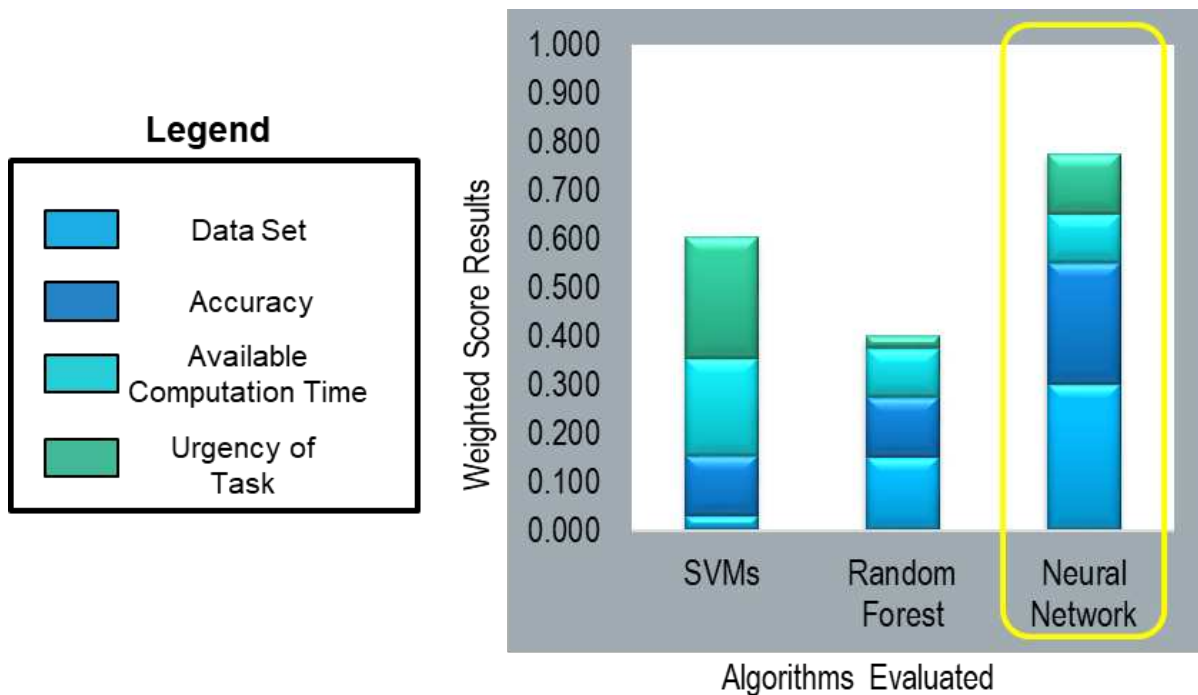 Legend
Data Set
Accuracy
Available
Computation Time
Urgency of
Task
Weighted Score Results
1.000
0.900
0.800
0.700
0.600
0.500
0.400
0.300
0.200
0.100
0.000
SVMs
Random
Forest
Neural
Network
Algorithms Evaluated